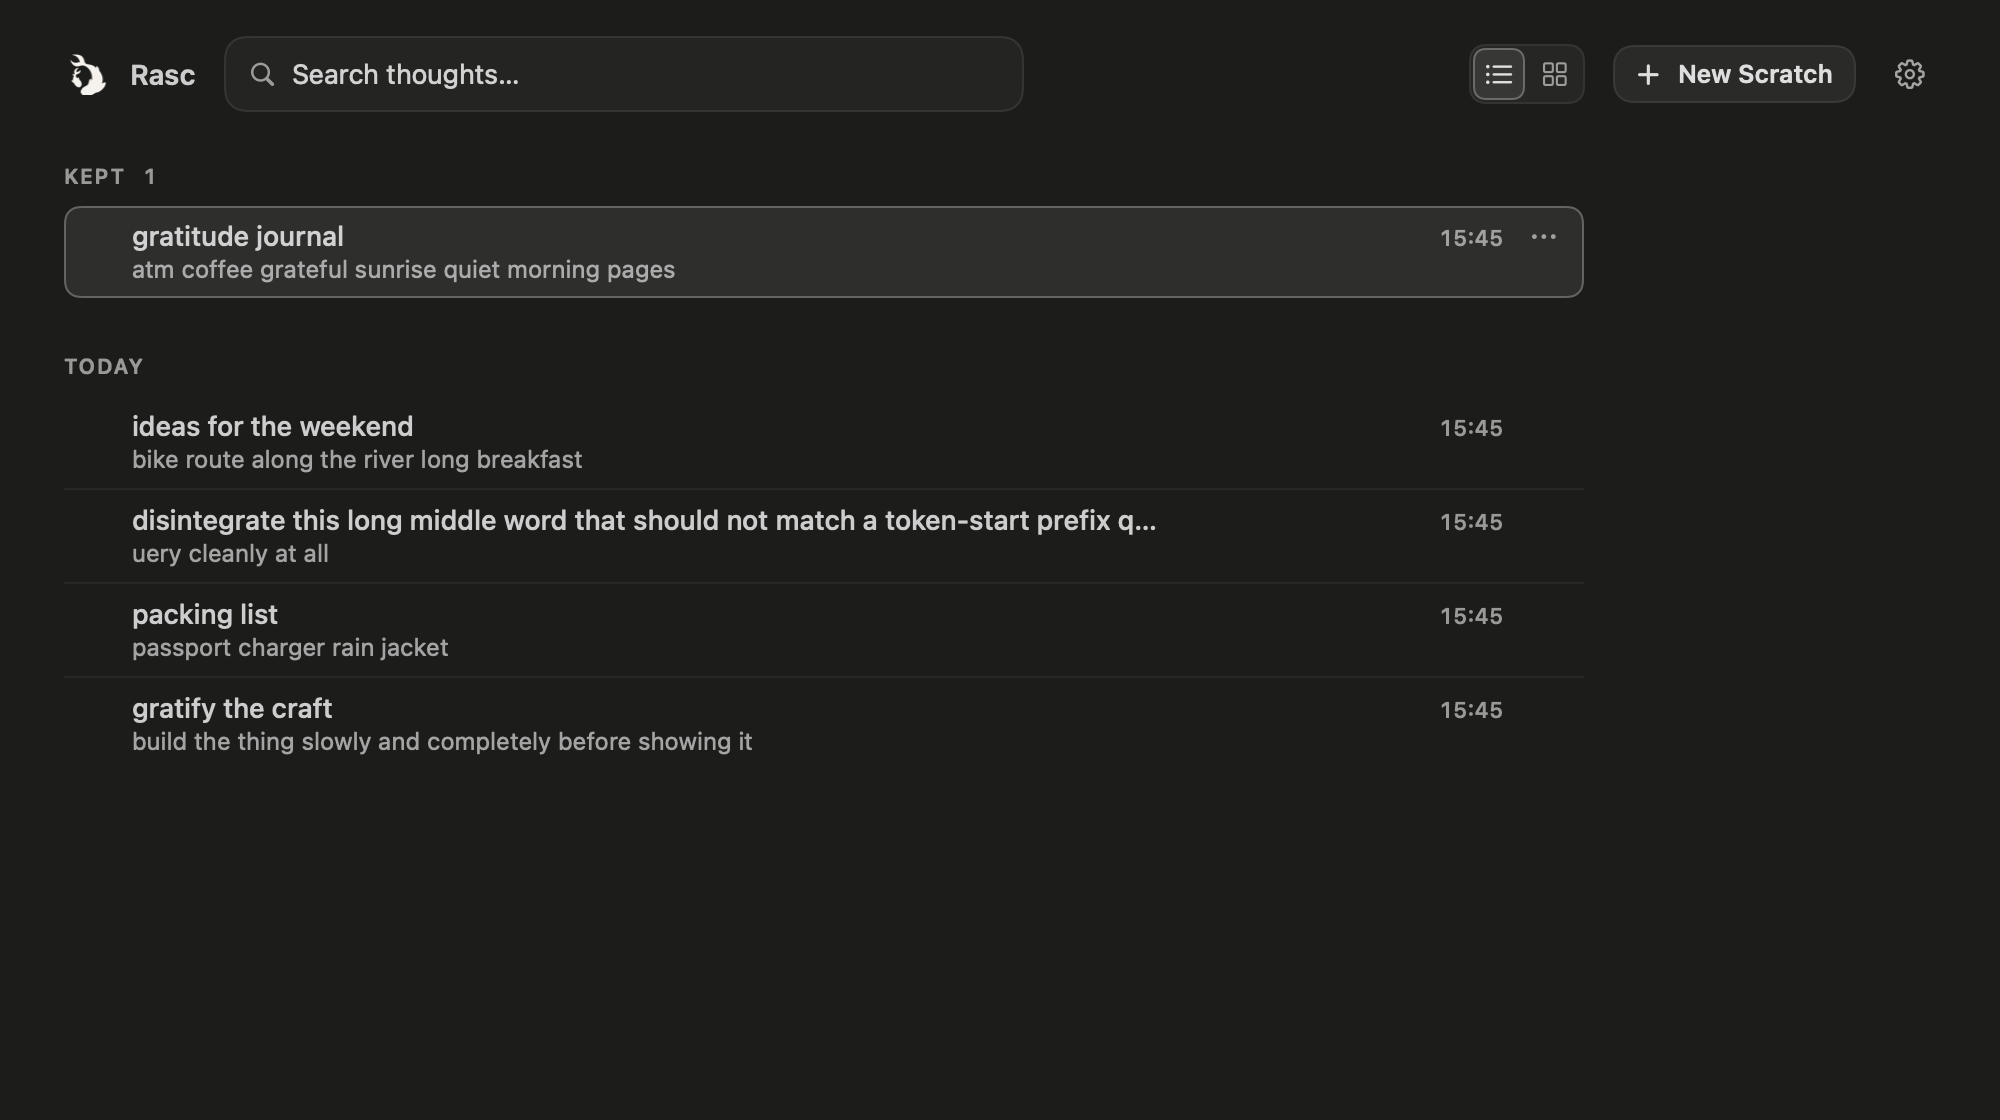 Rasc
Search thoughts...
New Scratch
KEPT 1
gratitude journal
15:45
atm coffee grateful sunrise quiet morning pages
TODAY
ideas for the weekend
15:45
bike route along the river long breakfast
disintegrate this long middle word that should not match a token-start prefix q...
15:45
uery cleanly at all
packing list
15:45
passport charger rain jacket
gratify the craft
15:45
build the thing slowly and completely before showing it